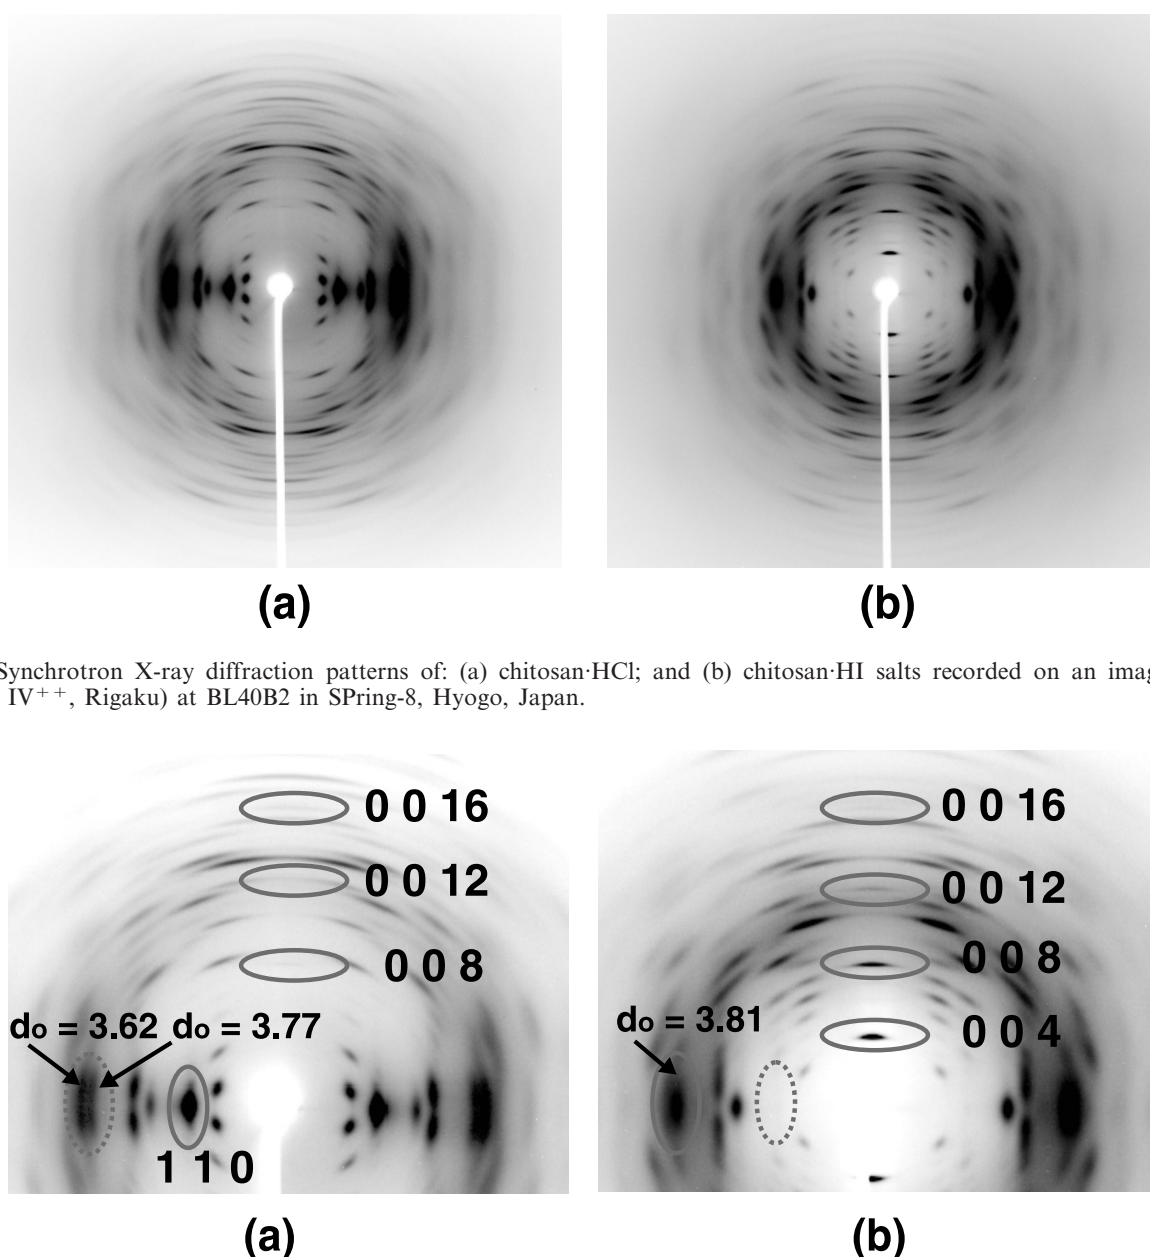 (a) (b)
Synchrotron X-ray diffraction patterns of: (a) chitosan·HCl; and (b) chitosan·HI salts recorded on an imag
IV++, Rigaku) at BL40B2 in SPring-8, Hyogo, Japan.
0 0 16
0 0 12
0 0 8
do = 3.62 do = 3.77
1 1 0
(a)
0 0 16
0 0 12
0 0 8
do = 3.81
0 0 4
(b)